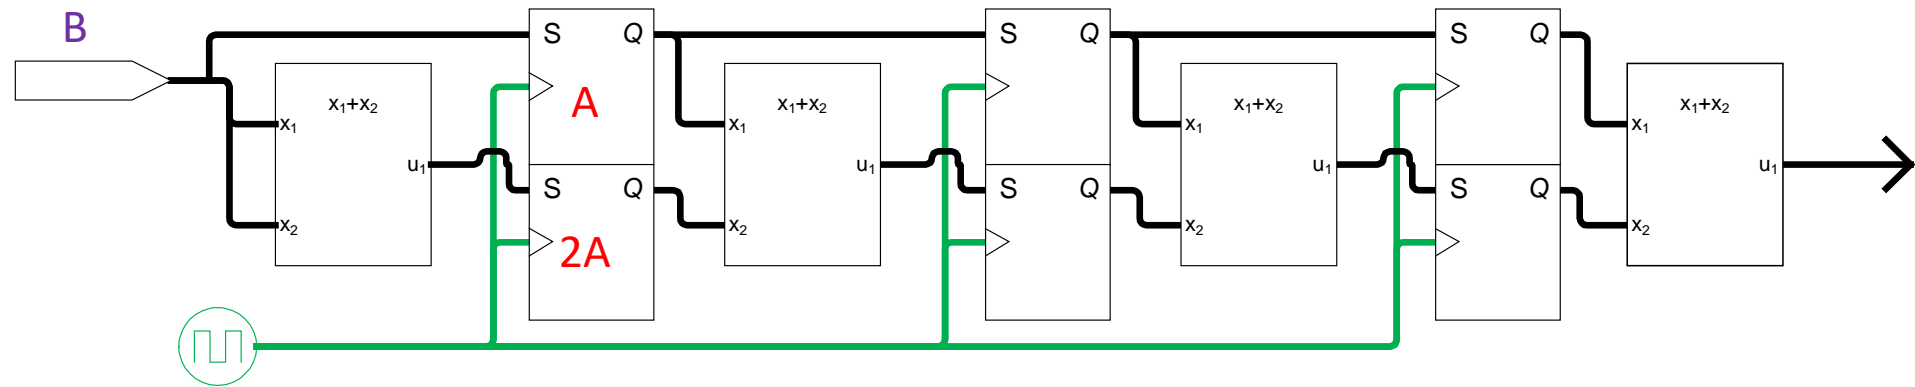 B
x₁+x₂
x₁
x₂
u₁
S Q
A
S Q
2A
x₁+x₂
x₁
x₂
u₁
S Q
S Q
x₁+x₂
x₁
x₂
u₁
S Q
S Q
x₁+x₂
x₁
x₂
u₁